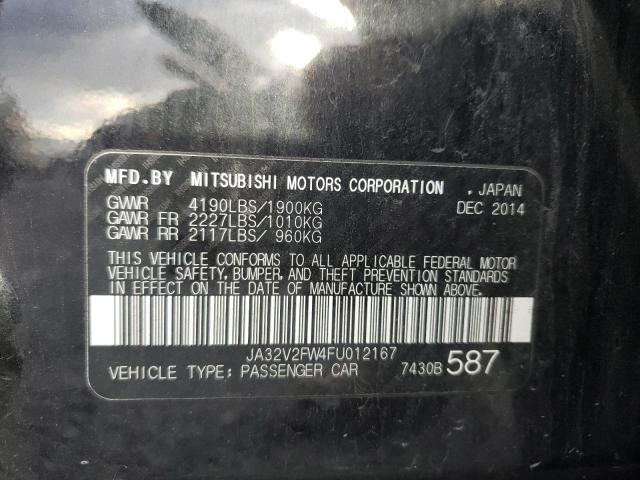 MFD.BY MITSUBISHI MOTORS CORPORATION , JAPAN
GVWR 4190LBS/1900KG DEC 2014
GAWR FR 2227LBS/1010KG
GAWR RR 2117LBS/ 960KG
THIS VEHICLE CONFORMS TO ALL APPLICABLE FEDERAL MOTOR
VEHICLE SAFETY, BUMPER, AND THEFT PREVENTION STANDARDS
IN EFFECT ON THE DATE OF MANUFACTURE SHOWN ABOVE.
JA32V2FW4FU012167
VEHICLE TYPE: PASSENGER CAR 7430B 587